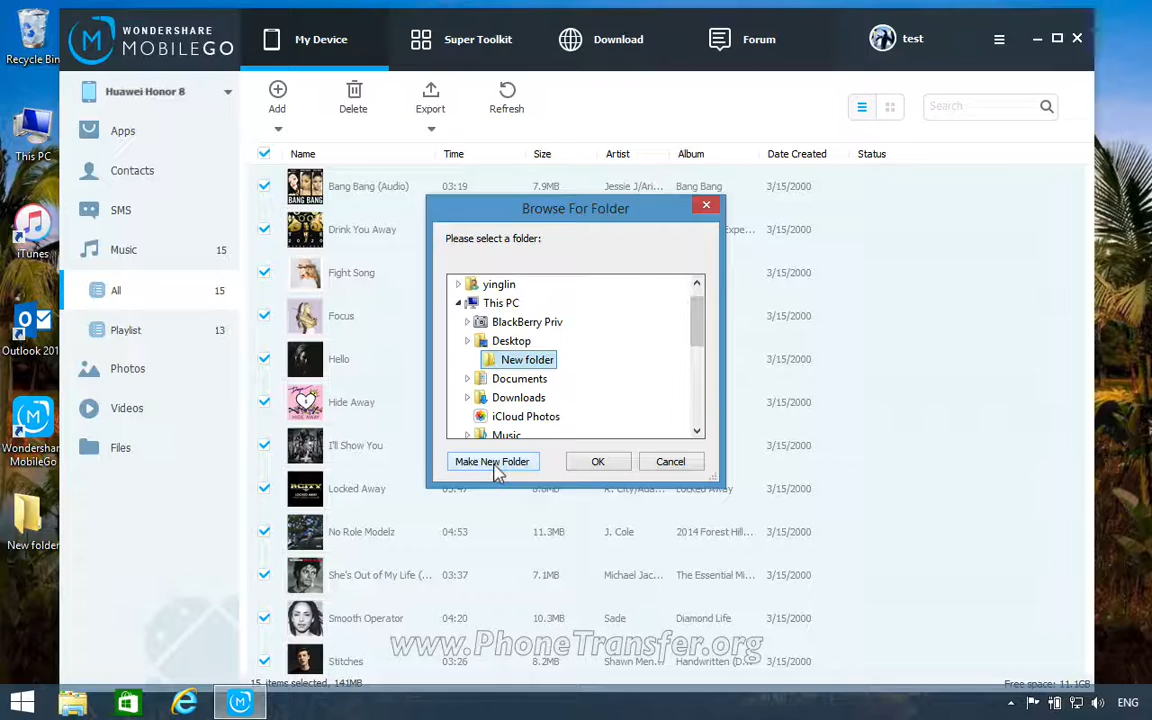 Recycle Bin
This PC
iTunes
Outlook 201
Wondershare
MobileGo
New folder
WONDERSHARE
MOBILEGO
My Device
Super Toolkit
Download
Forum
test
Huawei Honor 8
Apps
Contacts
SMS
Music 15
All 15
Playlist 13
Photos
Videos
Files
Add
Delete
Export
Refresh
Search
Name Time Size Artist Album Date Created Status
Bang Bang (Audio) 03:19 7.9MB Jessie J/Ari... Bang Bang 3/15/2000
Drink You Away 3/15/2000
Fight Song 3/15/2000
Focus 3/15/2000
Hello 3/15/2000
Hide Away 3/15/2000
I'll Show You 3/15/2000
Locked Away Locked Away 3/15/2000
No Role Modelz 04:53 11.3MB J. Cole 2014 Forest Hill... 3/15/2000
She's Out of My Life (... 03:37 7.1MB Michael Jac... The Essential Mi... 3/15/2000
Smooth Operator 04:20 10.3MB Sade Diamond Life 3/15/2000
Stitches 03:26 8.2MB Shawn Men... Handwritten (D... 3/15/2000
15 items selected, 141MB
Free space: 11.1GB
Browse For Folder
Please select a folder:
yinglin
This PC
BlackBerry Priv
Desktop
New folder
Documents
Downloads
iCloud Photos
Music
Make New Folder
OK
Cancel
www.PhoneTransfer.org
ENG